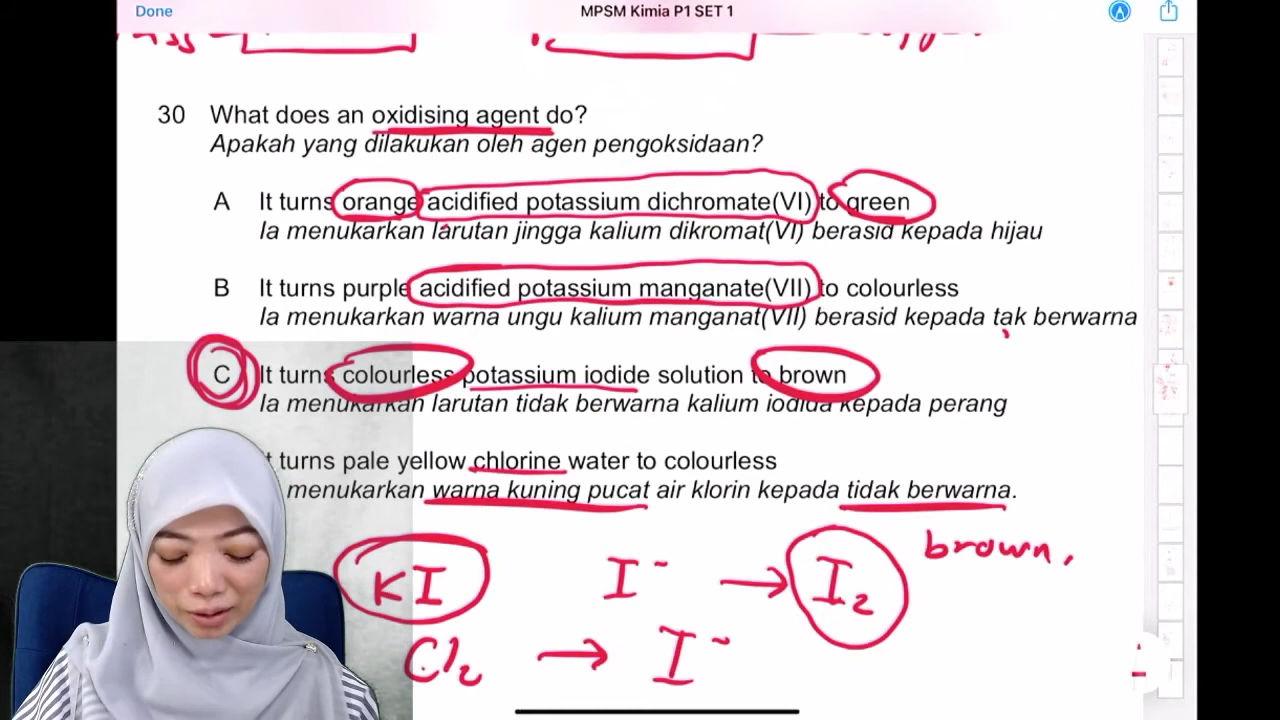 Done MPSM Kimia P1 SET 1
30 What does an oxidising agent do?
Apakah yang dilakukan oleh agen pengoksidaan?
A It turns orange acidified potassium dichromate(VI) to green
Ia menukarkan larutan jingga kalium dikromat(VI) berasid kepada hijau
B It turns purple acidified potassium manganate(VII) to colourless
Ia menukarkan warna ungu kalium manganat(VII) berasid kepada tak berwarna
C It turns colourless potassium iodide solution to brown
Ia menukarkan larutan tidak berwarna kalium iodida kepada perang
t turns pale yellow chlorine water to colourless
menukarkan warna kuning pucat air klorin kepada tidak berwarna.
brown,
KI I⁻ → I₂
Cl₂ → I⁻